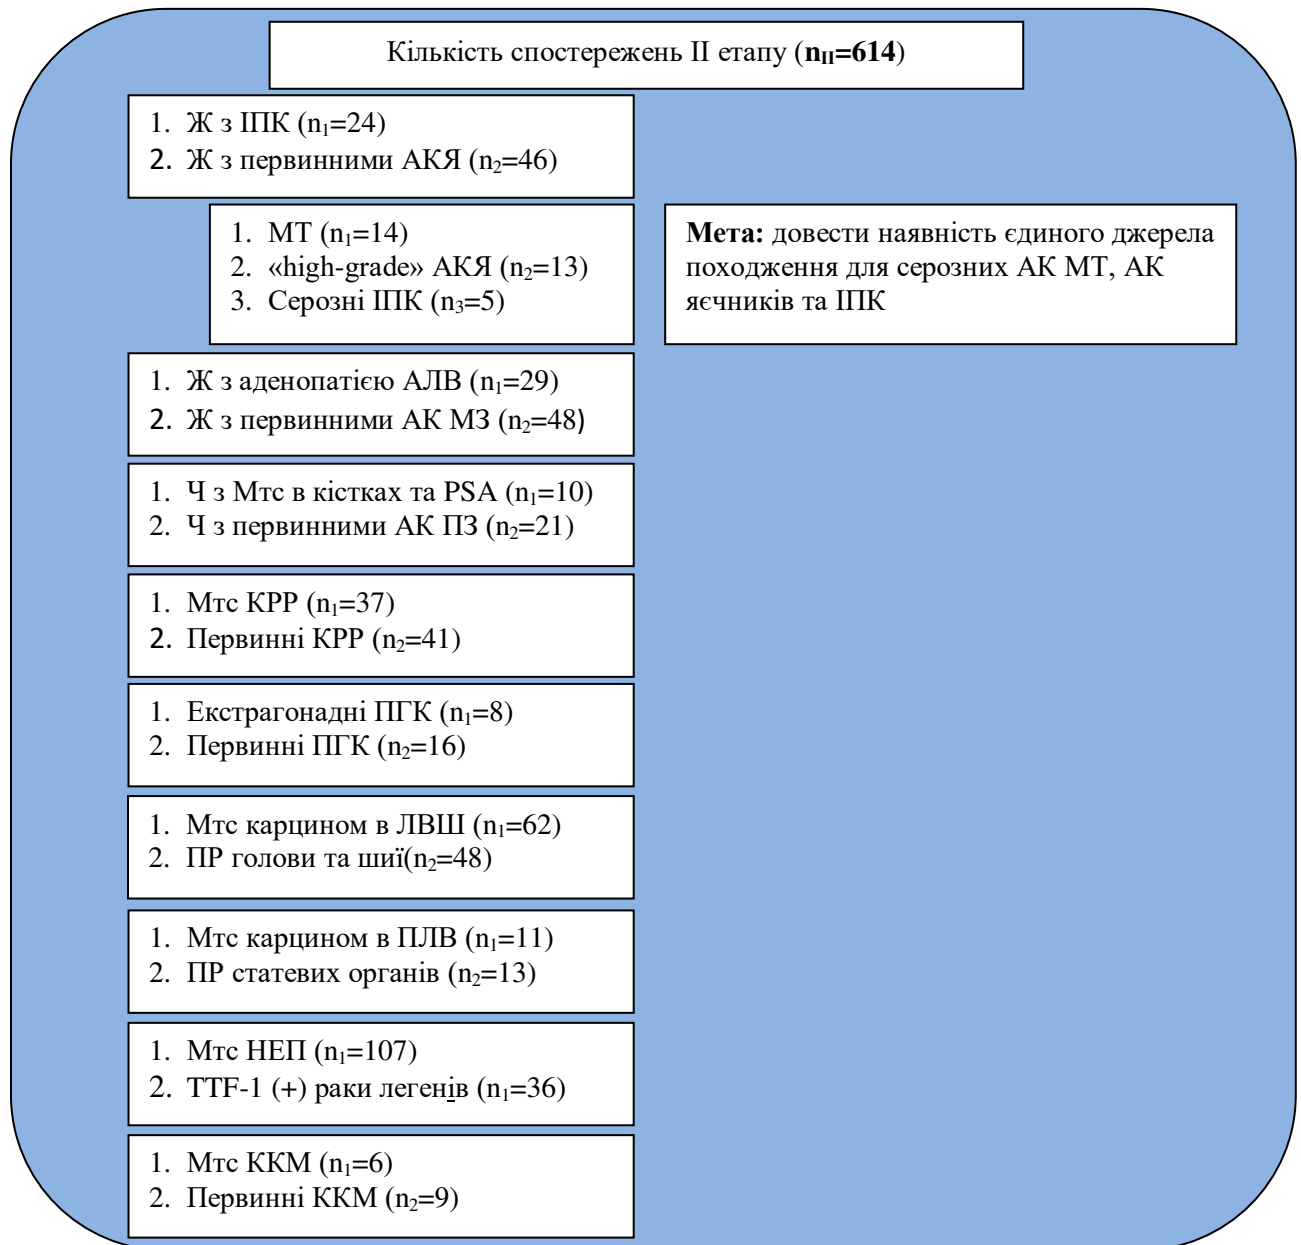 Кількість спостережень II етапу (nII=614)
1. Ж з ІПК (n1=24)
2. Ж з первинними АКЯ (n2=46)
1. МТ (n1=14)
2. «high-grade» АКЯ (n2=13)
3. Серозні ІПК (n3=5)
Мета: довести наявність єдиного джерела
походження для серозних АК МТ, АК
яєчників та ІПК
1. Ж з аденопатією АЛВ (n1=29)
2. Ж з первинними АК МЗ (n2=48)
1. Ч з Мтс в кістках та PSA (n1=10)
2. Ч з первинними АК ПЗ (n2=21)
1. Мтс КРР (n1=37)
2. Первинні КРР (n2=41)
1. Екстрагонадні ПГК (n1=8)
2. Первинні ПГК (n2=16)
1. Мтс карцином в ЛВШ (n1=62)
2. ПР голови та шиї(n2=48)
1. Мтс карцином в ПЛВ (n1=11)
2. ПР статевих органів (n2=13)
1. Мтс НЕП (n1=107)
2. TTF-1 (+) раки легенів (n1=36)
1. Мтс ККМ (n1=6)
2. Первинні ККМ (n2=9)